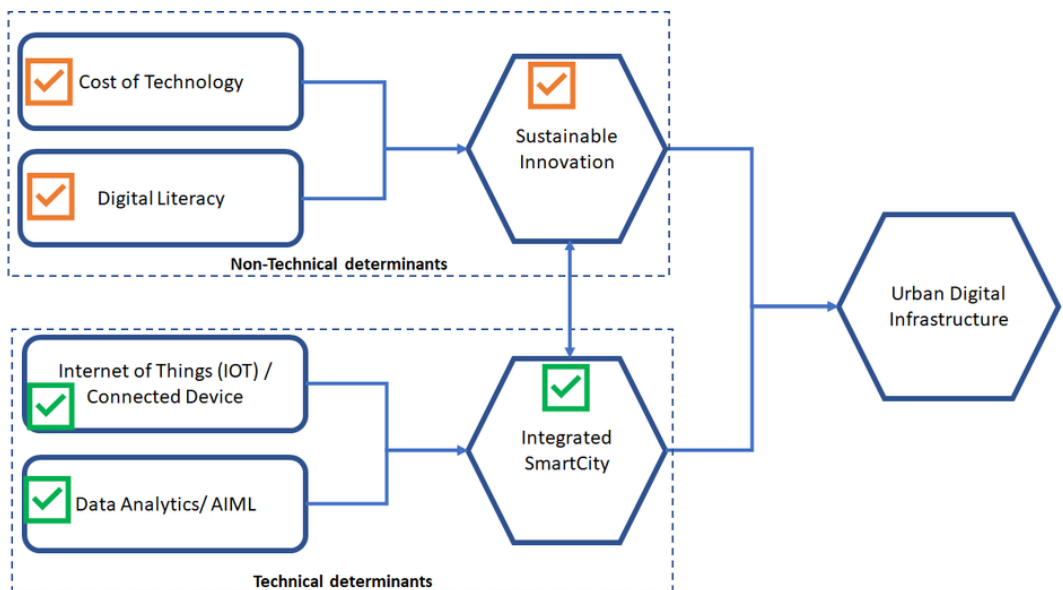 Cost of Technology
Digital Literacy
Sustainable
Innovation
Non-Technical determinants
Internet of Things (IOT) /
Connected Device
Data Analytics/ AIML
Integrated
SmartCity
Technical determinants
Urban Digital
Infrastructure